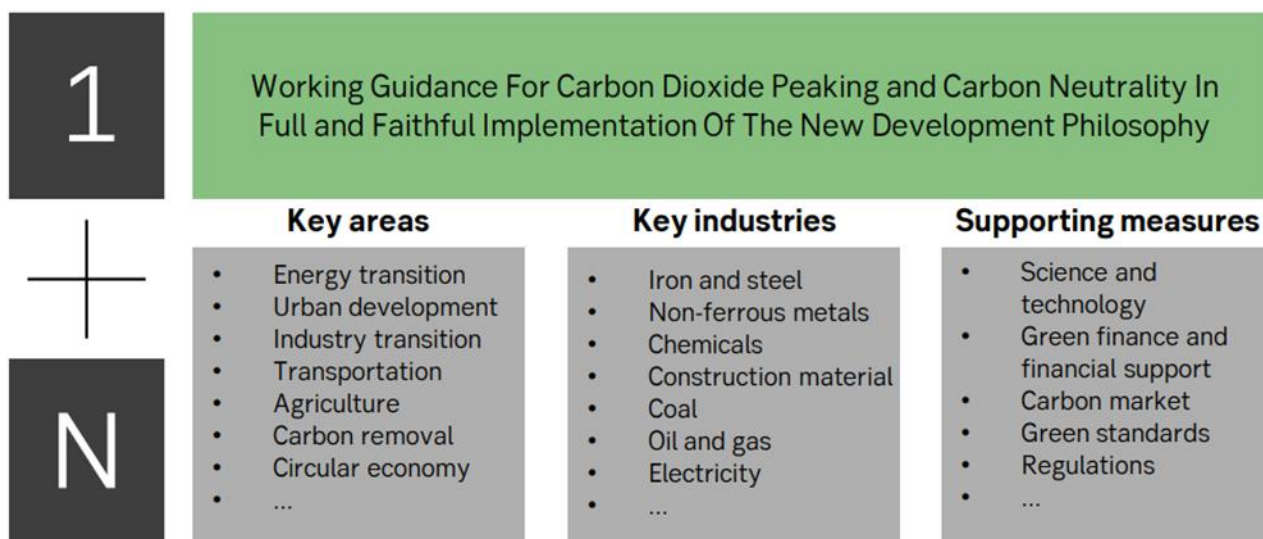 1
Working Guidance For Carbon Dioxide Peaking and Carbon Neutrality In
Full and Faithful Implementation Of The New Development Philosophy
+
N
Key areas
• Energy transition
• Urban development
• Industry transition
• Transportation
• Agriculture
• Carbon removal
• Circular economy
• ...
Key industries
• Iron and steel
• Non-ferrous metals
• Chemicals
• Construction material
• Coal
• Oil and gas
• Electricity
• ...
Supporting measures
• Science and
technology
• Green finance and
financial support
• Carbon market
• Green standards
• Regulations
• ...